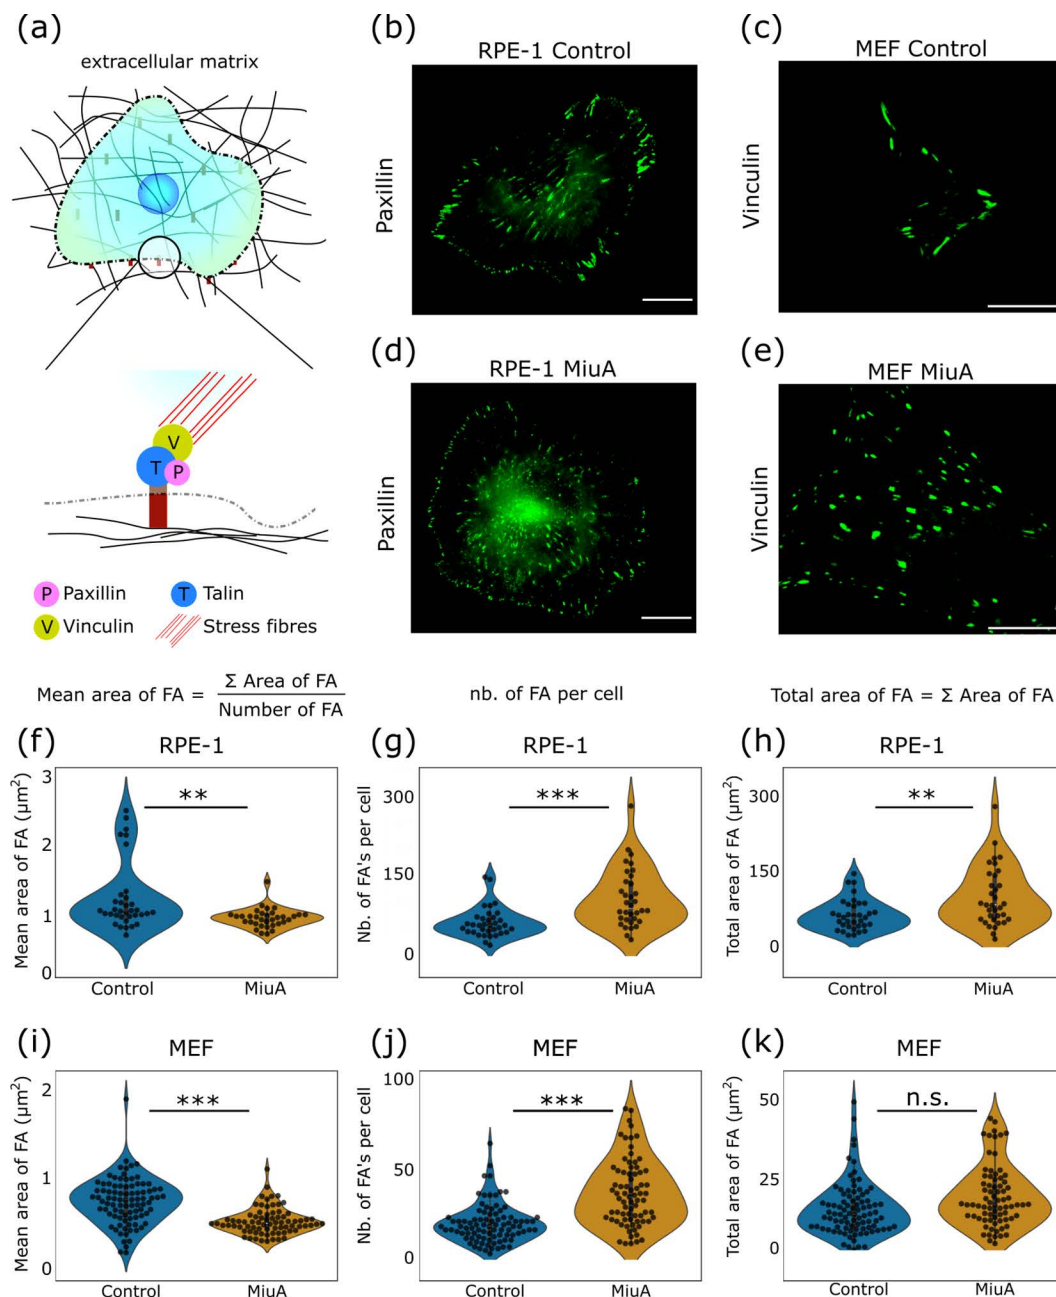 (a)
extracellular matrix
V
T
P
P Paxillin
T Talin
V Vinculin
Stress fibres
(b)
RPE-1 Control
Paxillin
(c)
MEF Control
Vinculin
(d)
RPE-1 MiuA
Paxillin
(e)
MEF MiuA
Vinculin
Mean area of FA = Σ Area of FA
Number of FA
nb. of FA per cell
Total area of FA = Σ Area of FA
(f)
RPE-1
Mean area of FA (μm²)
3
2
1
0
**
Control
MiuA
(g)
RPE-1
Nb. of FA's per cell
300
150
0
***
Control
MiuA
(h)
RPE-1
Total area of FA (μm²)
300
150
0
**
Control
MiuA
(i)
MEF
Mean area of FA (μm²)
2
1
0
***
Control
MiuA
(j)
MEF
Nb. of FA's per cell
100
50
0
***
Control
MiuA
(k)
MEF
Total area of FA (μm²)
50
25
0
n.s.
Control
MiuA